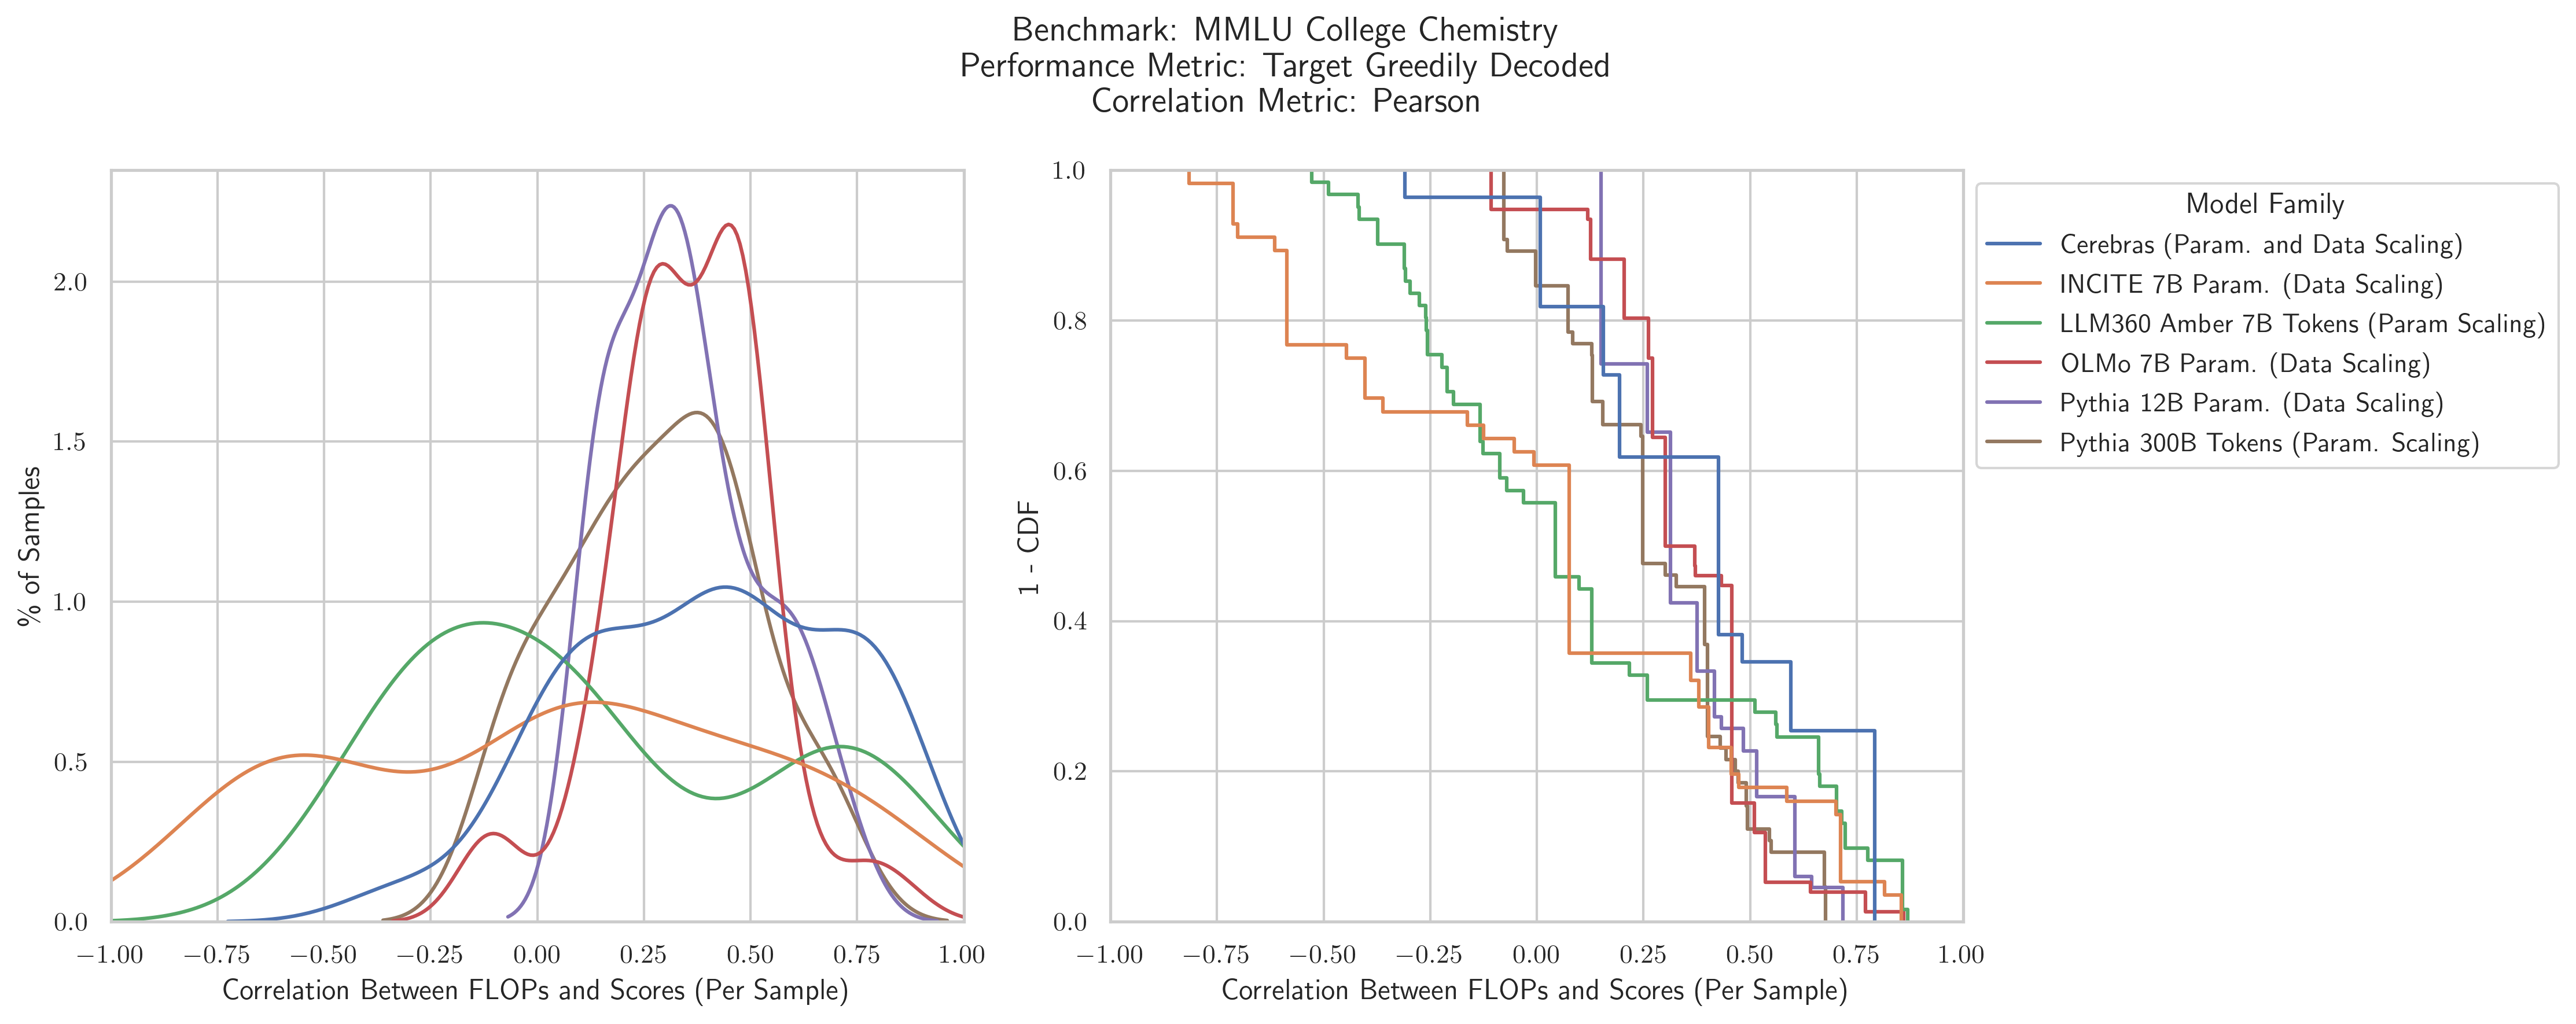 Benchmark: MMLU College Chemistry
Performance Metric: Target Greedily Decoded
Correlation Metric: Pearson
% of Samples
2.0
1.5
1.0
0.5
0.0
−1.00 −0.75 −0.50 −0.25 0.00 0.25 0.50 0.75 1.00
Correlation Between FLOPs and Scores (Per Sample)
1 - CDF
1.0
0.8
0.6
0.4
0.2
0.0
−1.00 −0.75 −0.50 −0.25 0.00 0.25 0.50 0.75 1.00
Correlation Between FLOPs and Scores (Per Sample)
Model Family
Cerebras (Param. and Data Scaling)
INCITE 7B Param. (Data Scaling)
LLM360 Amber 7B Tokens (Param Scaling)
OLMo 7B Param. (Data Scaling)
Pythia 12B Param. (Data Scaling)
Pythia 300B Tokens (Param. Scaling)